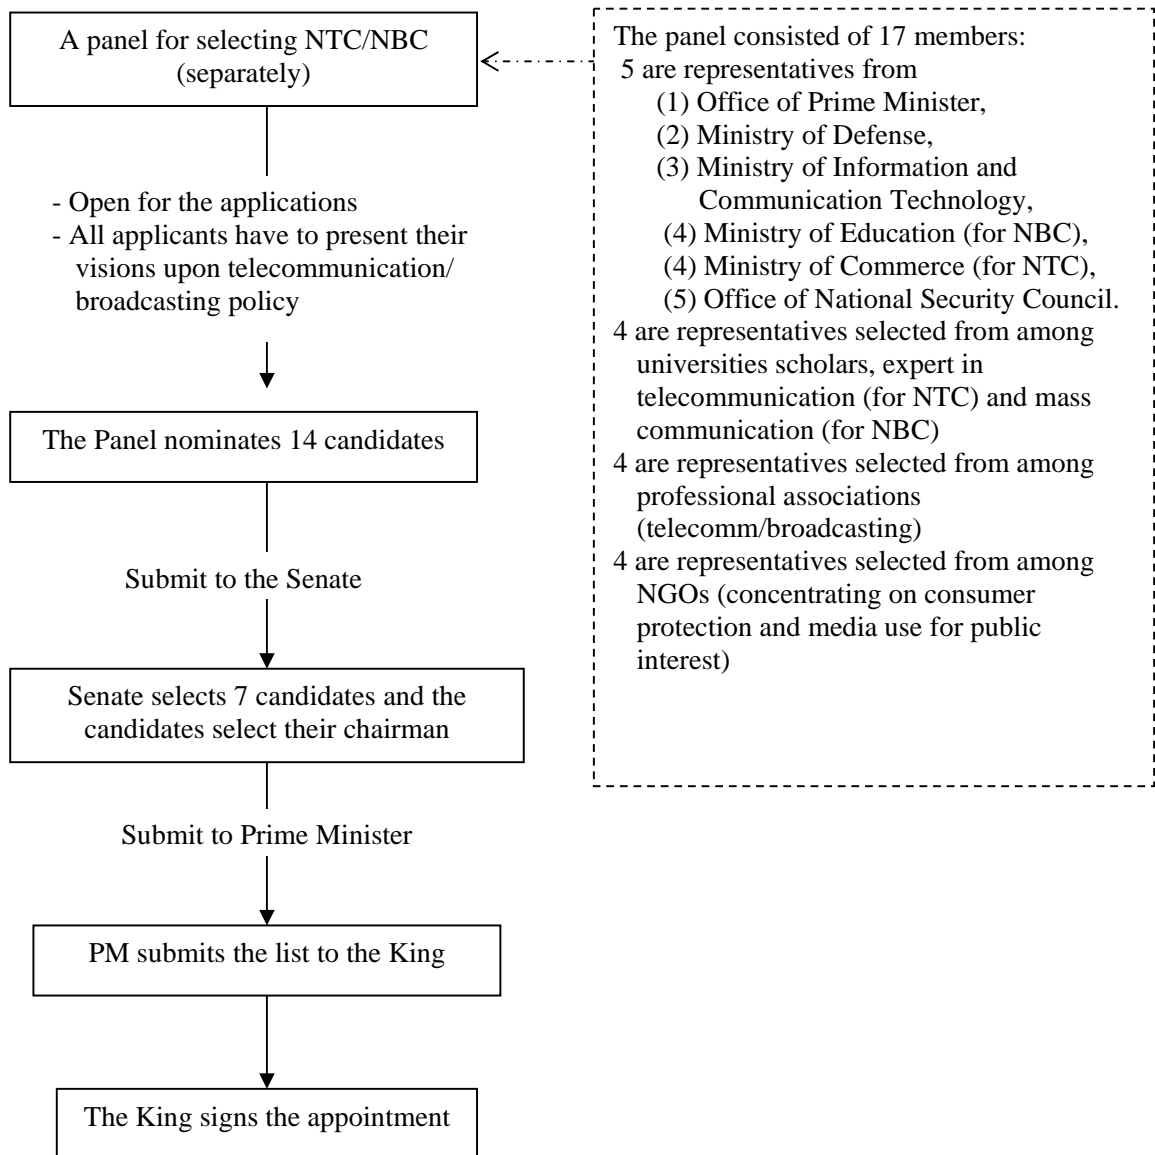 A panel for selecting NTC/NBC
(separately)
- Open for the applications
- All applicants have to present their
visions upon telecommunication/
broadcasting policy
The Panel nominates 14 candidates
Submit to the Senate
Senate selects 7 candidates and the
candidates select their chairman
Submit to Prime Minister
PM submits the list to the King
The King signs the appointment
The panel consisted of 17 members:
5 are representatives from
(1) Office of Prime Minister,
(2) Ministry of Defense,
(3) Ministry of Information and
Communication Technology,
(4) Ministry of Education (for NBC),
(4) Ministry of Commerce (for NTC),
(5) Office of National Security Council.
4 are representatives selected from among
universities scholars, expert in
telecommunication (for NTC) and mass
communication (for NBC)
4 are representatives selected from among
professional associations
(telecomm/broadcasting)
4 are representatives selected from among
NGOs (concentrating on consumer
protection and media use for public
interest)